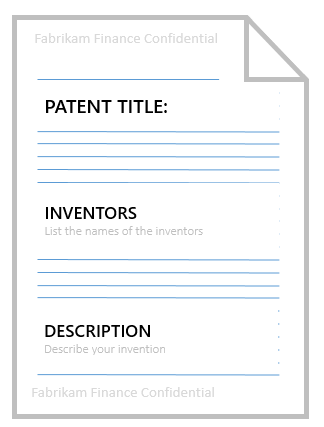 Fabrikam Finance Confidential
PATENT TITLE:
INVENTORS
List the names of the inventors
DESCRIPTION
Describe your invention
Fabrikam Finance Confidential